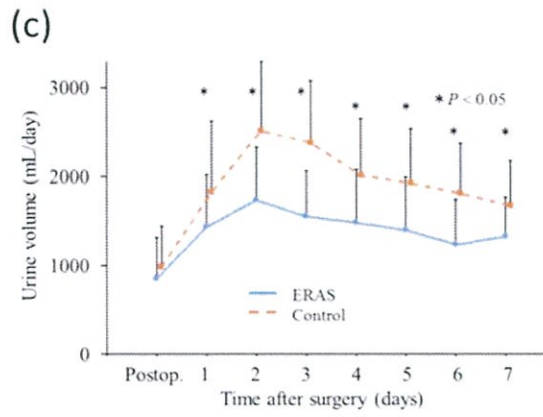 (c)
3000
2000
1000
0
Urine volume (mL/day)
* * * * * * *
* P < 0.05
ERAS
Control
Postop. 1 2 3 4 5 6 7
Time after surgery (days)